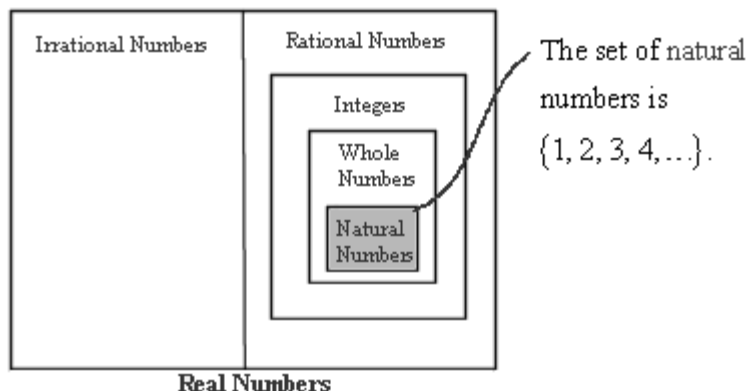 Irrational Numbers
Rational Numbers
Integers
Whole
Numbers
Natural
Numbers
Real Numbers
The set of natural
numbers is
{1, 2, 3, 4, ...}.